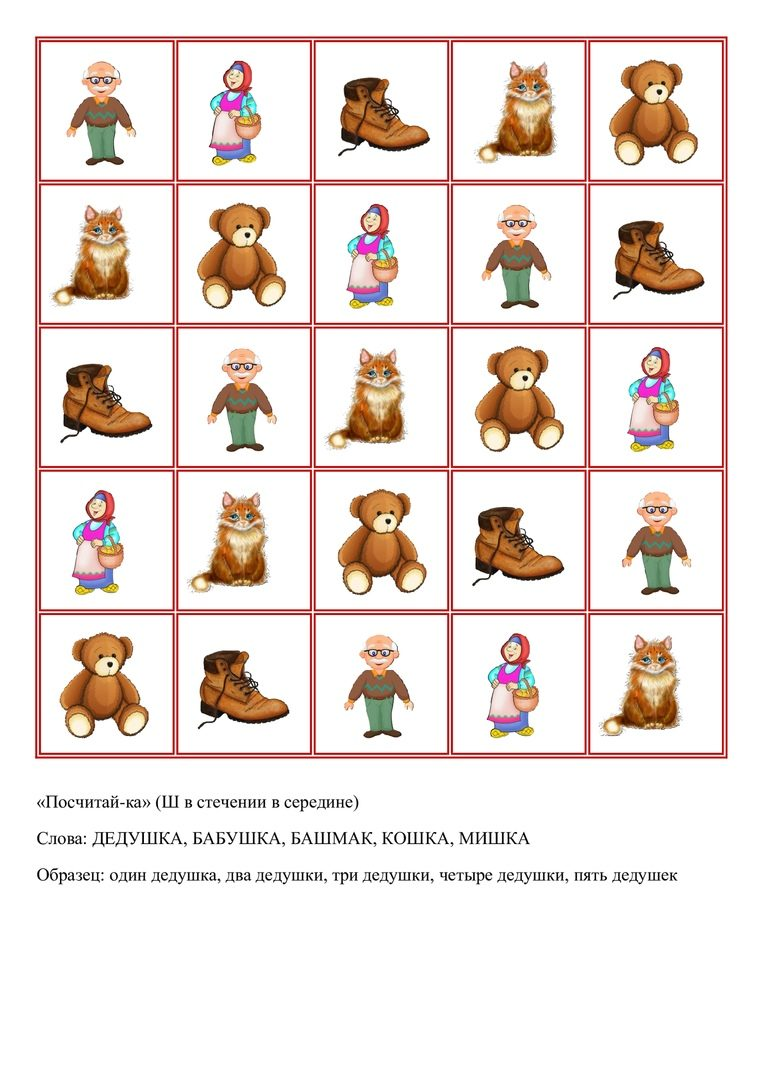 «Посчитай-ка» (Ш в стечении в середине)
Слова: ДЕДУШКА, БАБУШКА, БАШМАК, КОШКА, МИШКА
Образец: один дедушка, два дедушки, три дедушки, четыре дедушки, пять дедушек